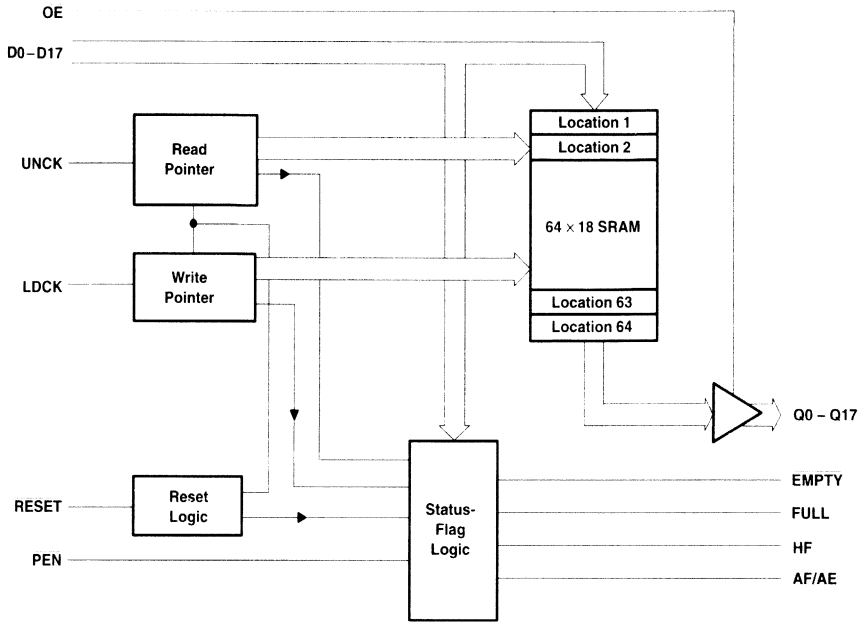 OE
D0–D17
UNCK
Read
Pointer
LDCK
Write
Pointer
Location 1
Location 2
64 × 18 SRAM
Location 63
Location 64
Q0 – Q17
RESET
Reset
Logic
PEN
Status-
Flag
Logic
EMPTY
FULL
HF
AF/AE